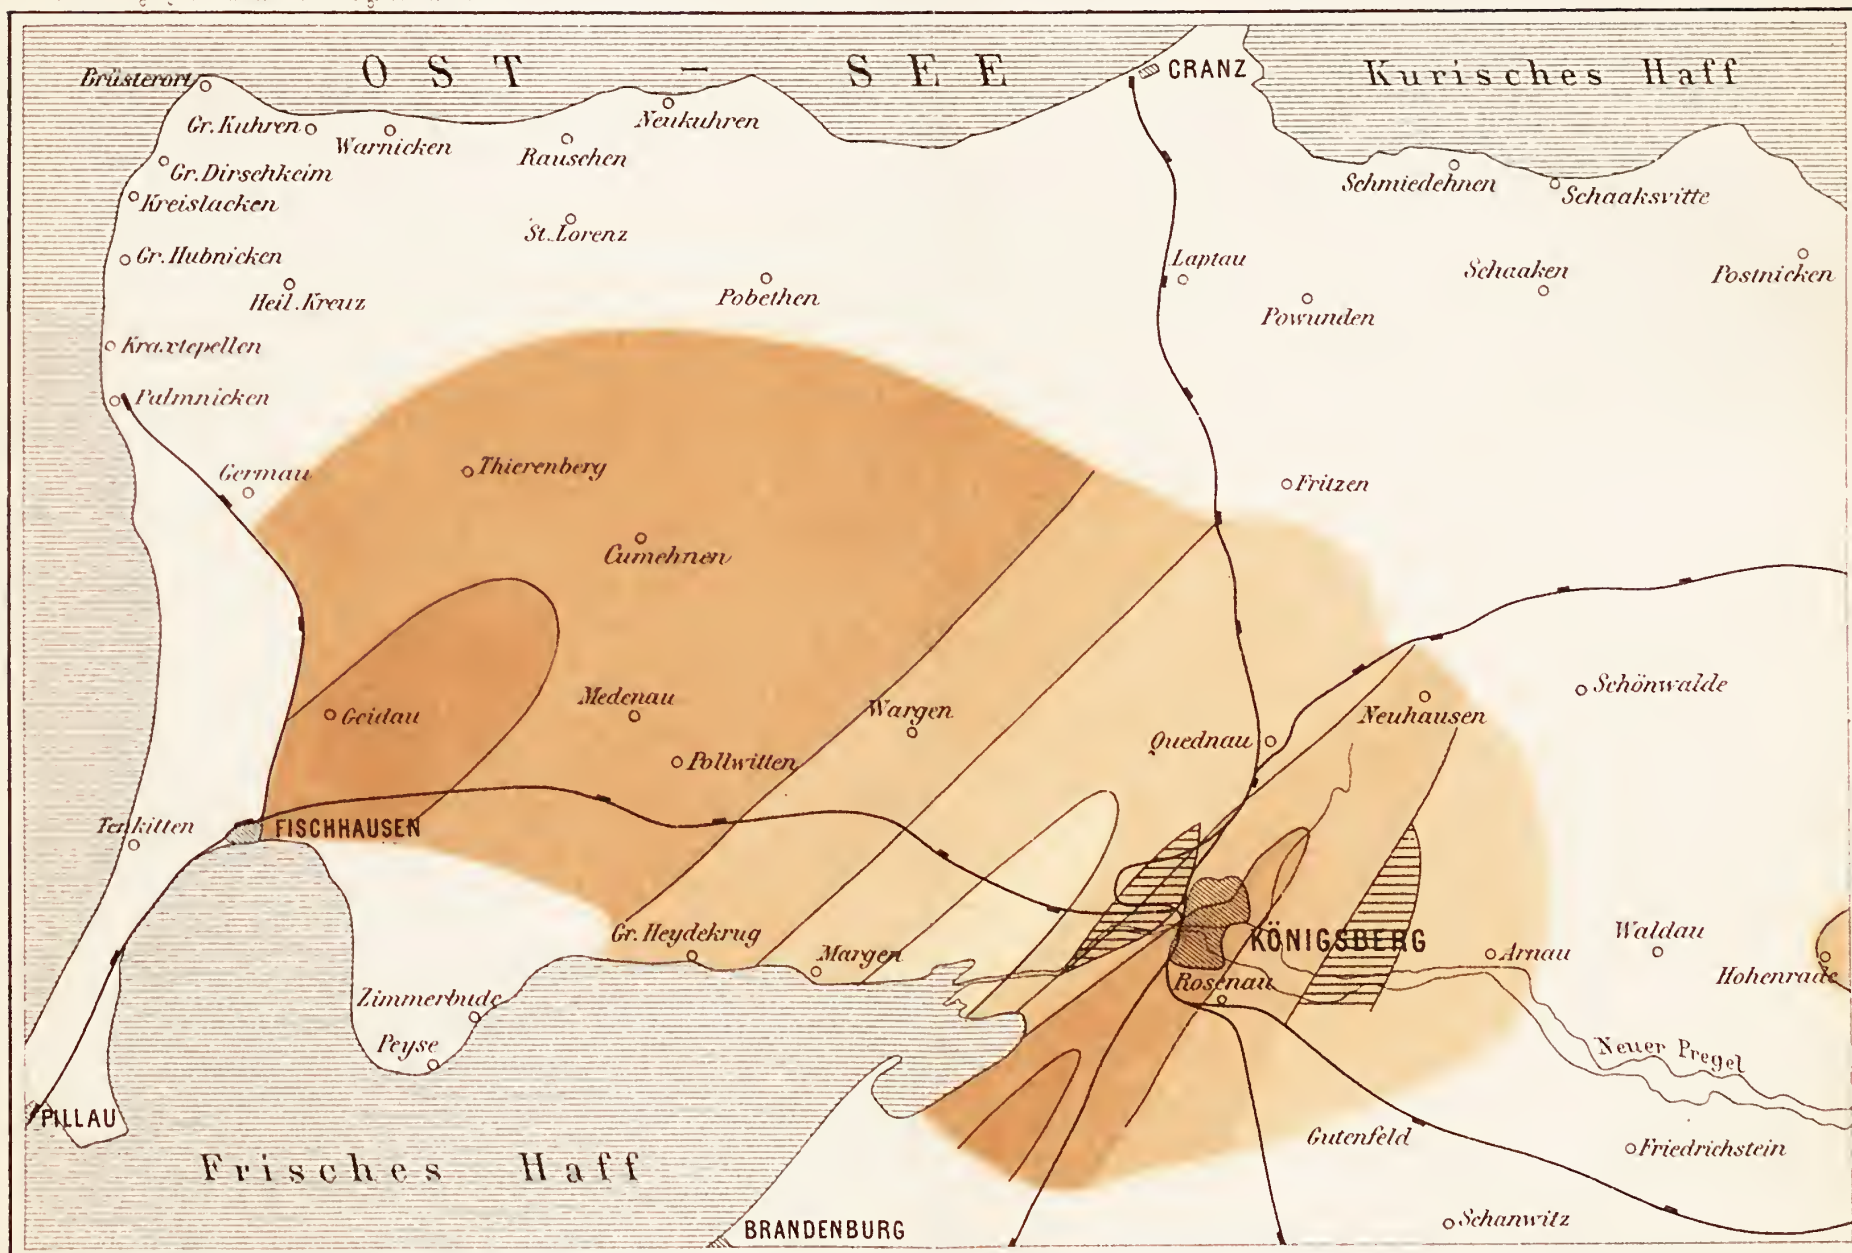 OST – SEE
CRANZ
Kurisches Haff
Brüsterort
Gr. Kuhren
Warnicken
Rauschen
Neukuhren
Gr. Dirschkeim
Kreislacken
Schmiedehnen
Schaaksvitte
St. Lorenz
Gr. Hubnicken
Heil. Kreuz
Pobethen
Laptau
Powunden
Schaaken
Postnicken
Kraxtepellen
Palmnicken
Germau
Thierenberg
Fritzen
Cumehnen
Geidau
Medenau
Wargen
Schönwalde
Neuhausen
Quednau
Pollwitten
Tenkitten
FISCHHAUSEN
Gr. Heydekrug
Margen
KÖNIGSBERG
Arnau
Waldau
Hohenrade
Rosenau
Zimmerbude
Peyse
Neuer Pregel
PILLAU
Gutenfeld
Friedrichstein
Frisches Haff
BRANDENBURG
Schanwitz